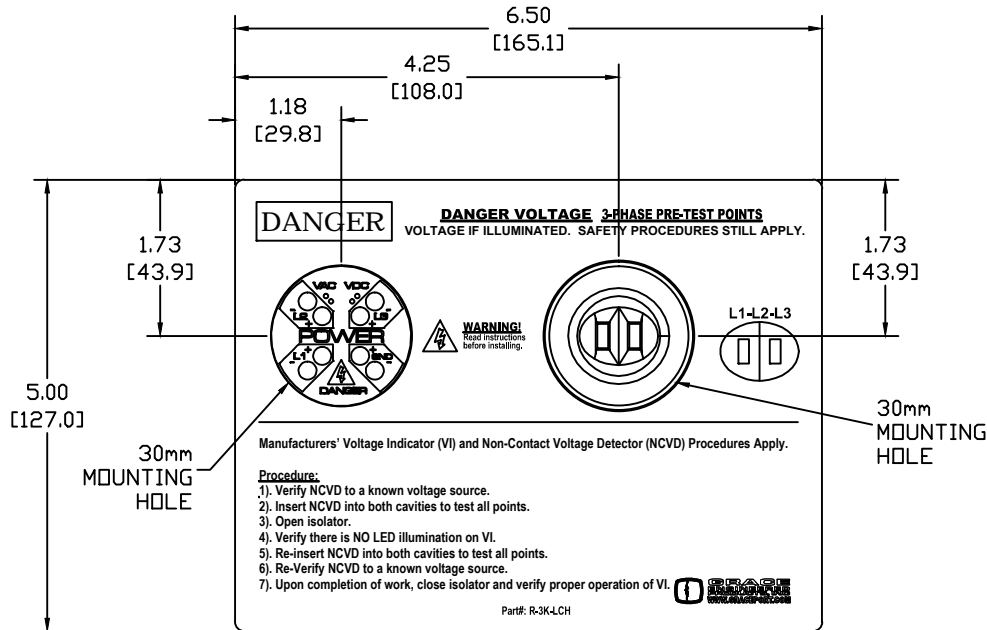 6.50
[165.1]
4.25
[108.0]
1.18
[29.8]
1.73
[43.9]
1.73
[43.9]
5.00
[127.0]
DANGER
DANGER VOLTAGE 3-PHASE PRE-TEST POINTS
VOLTAGE IF ILLUMINATED. SAFETY PROCEDURES STILL APPLY.
VAC VDC
- L2 + + L3 -
POWER
- L1 + + GND -
DANGER
WARNING!
Read instructions
before installing.
L1-L2-L3
30mm
MOUNTING
HOLE
30mm
MOUNTING
HOLE
Manufacturers' Voltage Indicator (VI) and Non-Contact Voltage Detector (NCVD) Procedures Apply.
Procedure:
1). Verify NCVD to a known voltage source.
2). Insert NCVD into both cavities to test all points.
3). Open isolator.
4). Verify there is NO LED illumination on VI.
5). Re-insert NCVD into both cavities to test all points.
6). Re-Verify NCVD to a known voltage source.
7). Upon completion of work, close isolator and verify proper operation of VI.
GRACE
ENGINEERED
PRODUCTS, INC.
WWW.GRACEPORT.COM
Part#: R-3K-LCH